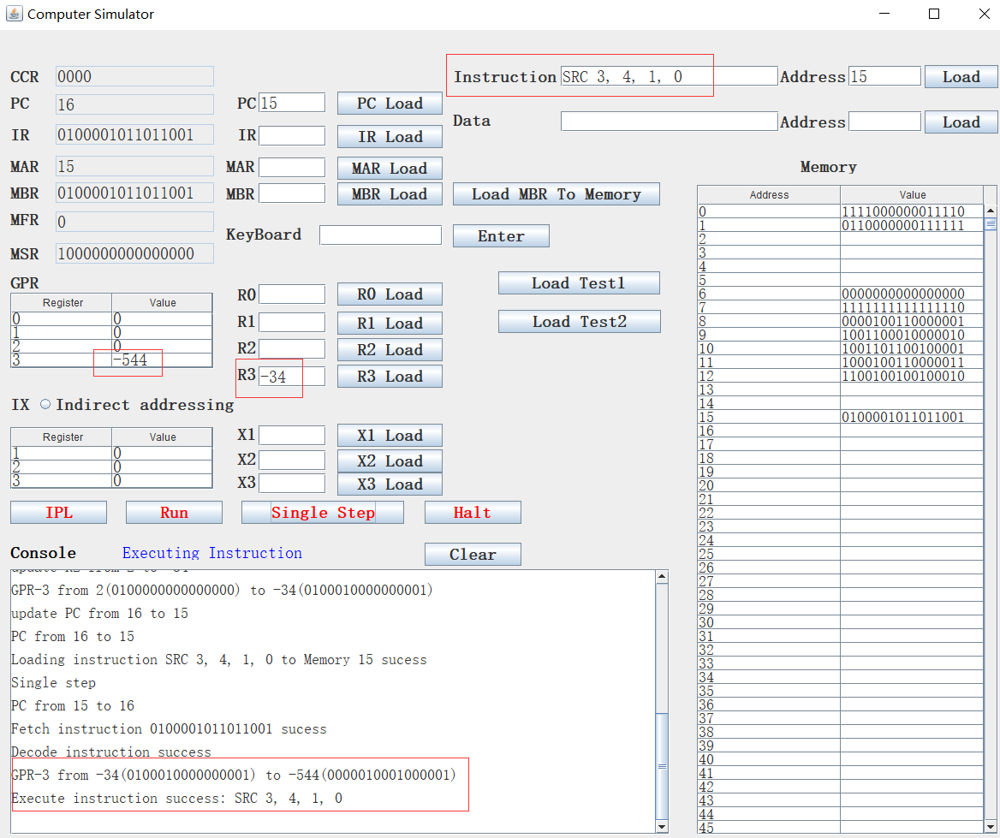 Computer Simulator
CCR 0000
Instruction SRC 3, 4, 1, 0 Address 15 Load
PC 16 PC 15 PC Load
Data Address Load
IR 0100001011011001 IR IR Load
MAR 15 MAR MAR Load
Memory
MBR 0100001011011001 MBR MBR Load Load MBR To Memory
MFR 0
KeyBoard Enter
MSR 1000000000000000
GPR
Register Value
0 0
1 0
2 0
3 -544
R0 R0 Load
R1 R1 Load
R2 R2 Load
R3 -34 R3 Load
Load Test1
Load Test2
IX Indirect addressing
Register Value
1 0
2 0
3 0
X1 X1 Load
X2 X2 Load
X3 X3 Load
IPL Run Single Step Halt
Console Executing Instruction Clear
GPR-3 from 2(0100000000000000) to -34(0100010000000001)
update PC from 16 to 15
PC from 16 to 15
Loading instruction SRC 3, 4, 1, 0 to Memory 15 sucess
Single step
PC from 15 to 16
Fetch instruction 0100001011011001 sucess
Decode instruction success
GPR-3 from -34(0100010000000001) to -544(0000010001000001)
Execute instruction success: SRC 3, 4, 1, 0
Address Value
0 1111000000011110
1 0110000000111111
2
3
4
5
6 0000000000000000
7 1111111111111110
8 0000100110000001
9 1001100010000010
10 1001101100100001
11 1000100110000011
12 1100100100100010
13
14
15 0100001011011001
16
17
18
19
20
21
22
23
24
25
26
27
28
29
30
31
32
33
34
35
36
37
38
39
40
41
42
43
44
45